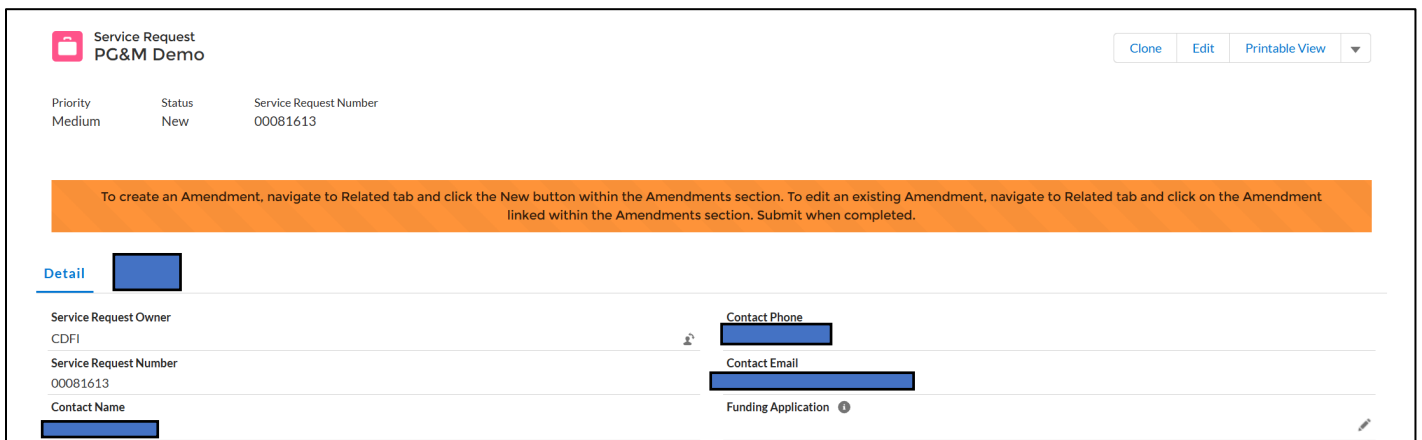 Service Request
PG&M Demo
Clone Edit Printable View
Priority Status Service Request Number
Medium New 00081613
To create an Amendment, navigate to Related tab and click the New button within the Amendments section. To edit an existing Amendment, navigate to Related tab and click on the Amendment
linked within the Amendments section. Submit when completed.
Detail
Service Request Owner Contact Phone
CDFI
Service Request Number Contact Email
00081613
Contact Name Funding Application